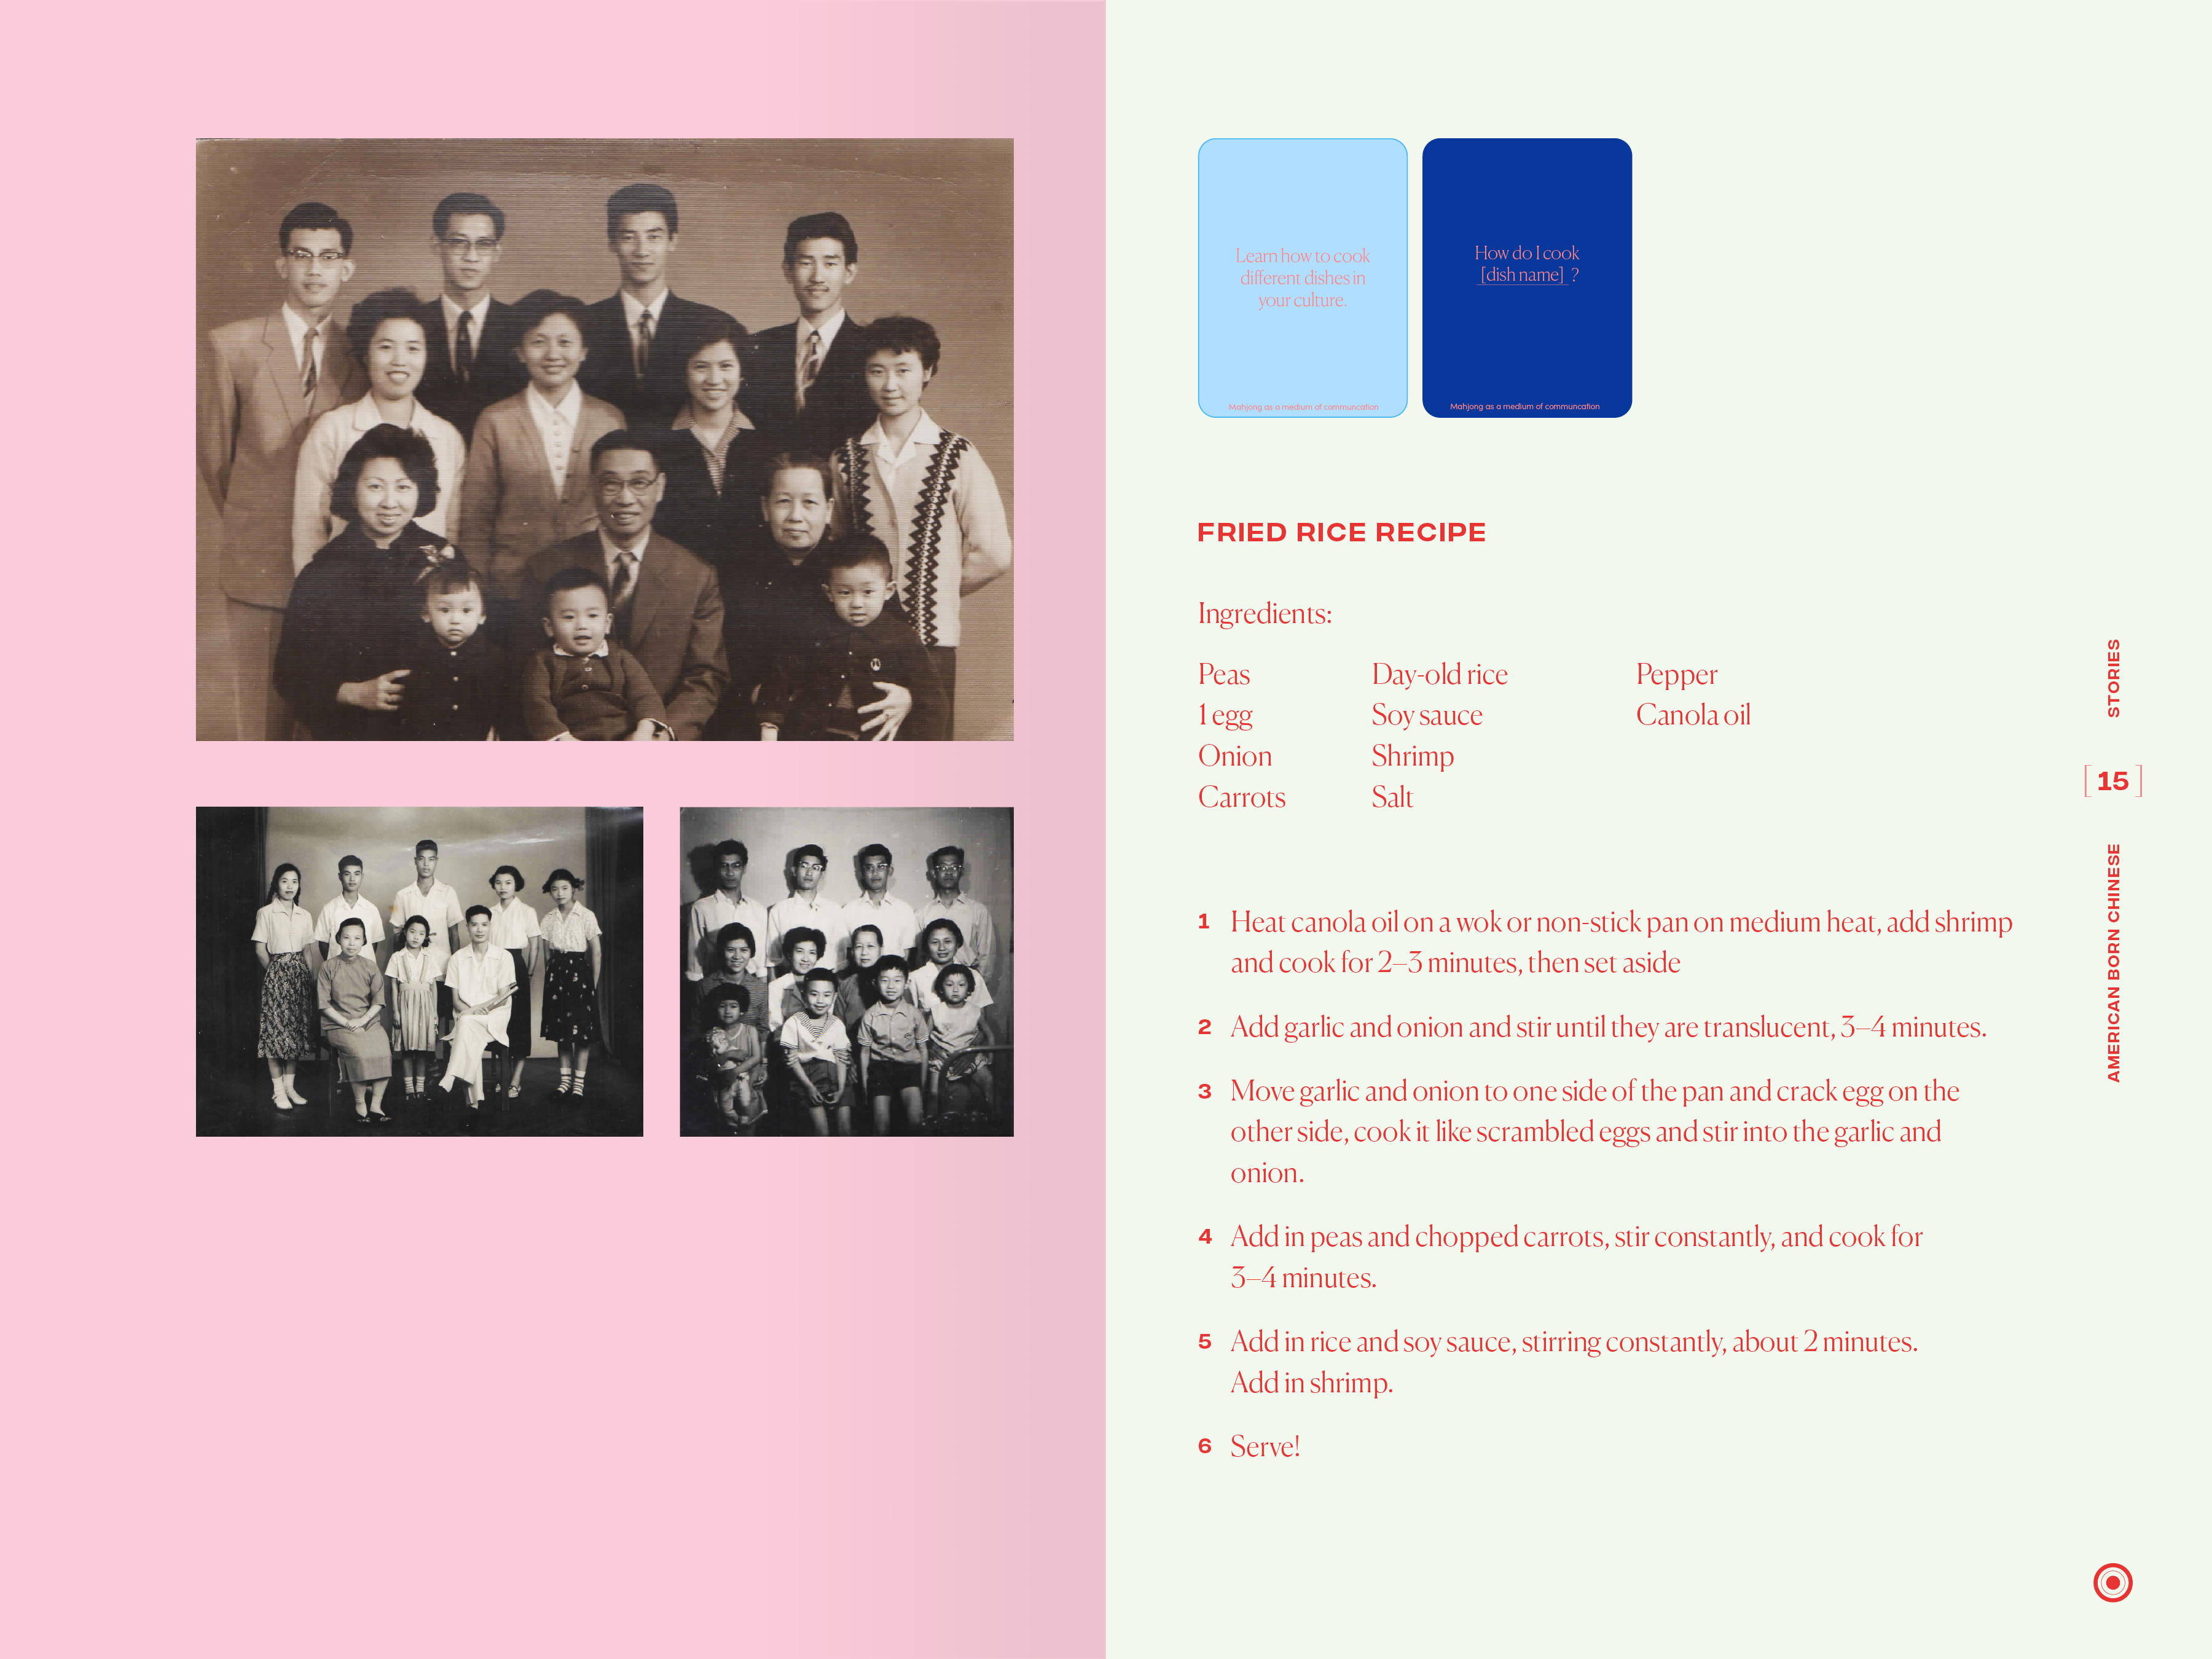 Learn how to cook
different dishes in
your culture.
Mahjong as a medium of communcation
How do I cook
[dish name] ?
Mahjong as a medium of communcation
FRIED RICE RECIPE
Ingredients:
Peas
1 egg
Onion
Carrots
Day-old rice
Soy sauce
Shrimp
Salt
Pepper
Canola oil
1 Heat canola oil on a wok or non-stick pan on medium heat, add shrimp
and cook for 2–3 minutes, then set aside
2 Add garlic and onion and stir until they are translucent, 3–4 minutes.
3 Move garlic and onion to one side of the pan and crack egg on the
other side, cook it like scrambled eggs and stir into the garlic and
onion.
4 Add in peas and chopped carrots, stir constantly, and cook for
3–4 minutes.
5 Add in rice and soy sauce, stirring constantly, about 2 minutes.
Add in shrimp.
6 Serve!
STORIES
[15]
AMERICAN BORN CHINESE